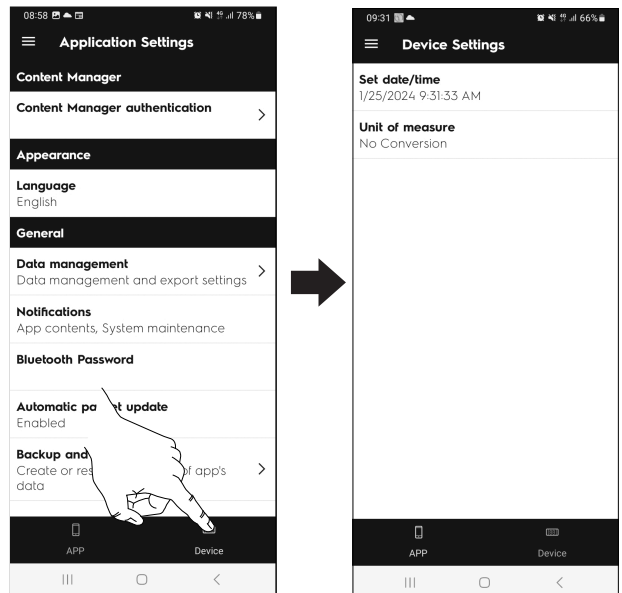 08:58 78%
Application Settings
Content Manager
Content Manager authentication
Appearance
Language
English
General
Data management
Data management and export settings
Notifications
App contents, System maintenance
Bluetooth Password
Automatic pa et update
Enabled
Backup and
Create or res of app's
data
APP Device
09:31 4G 66%
Device Settings
Set date/time
1/25/2024 9:31:33 AM
Unit of measure
No Conversion
APP Device